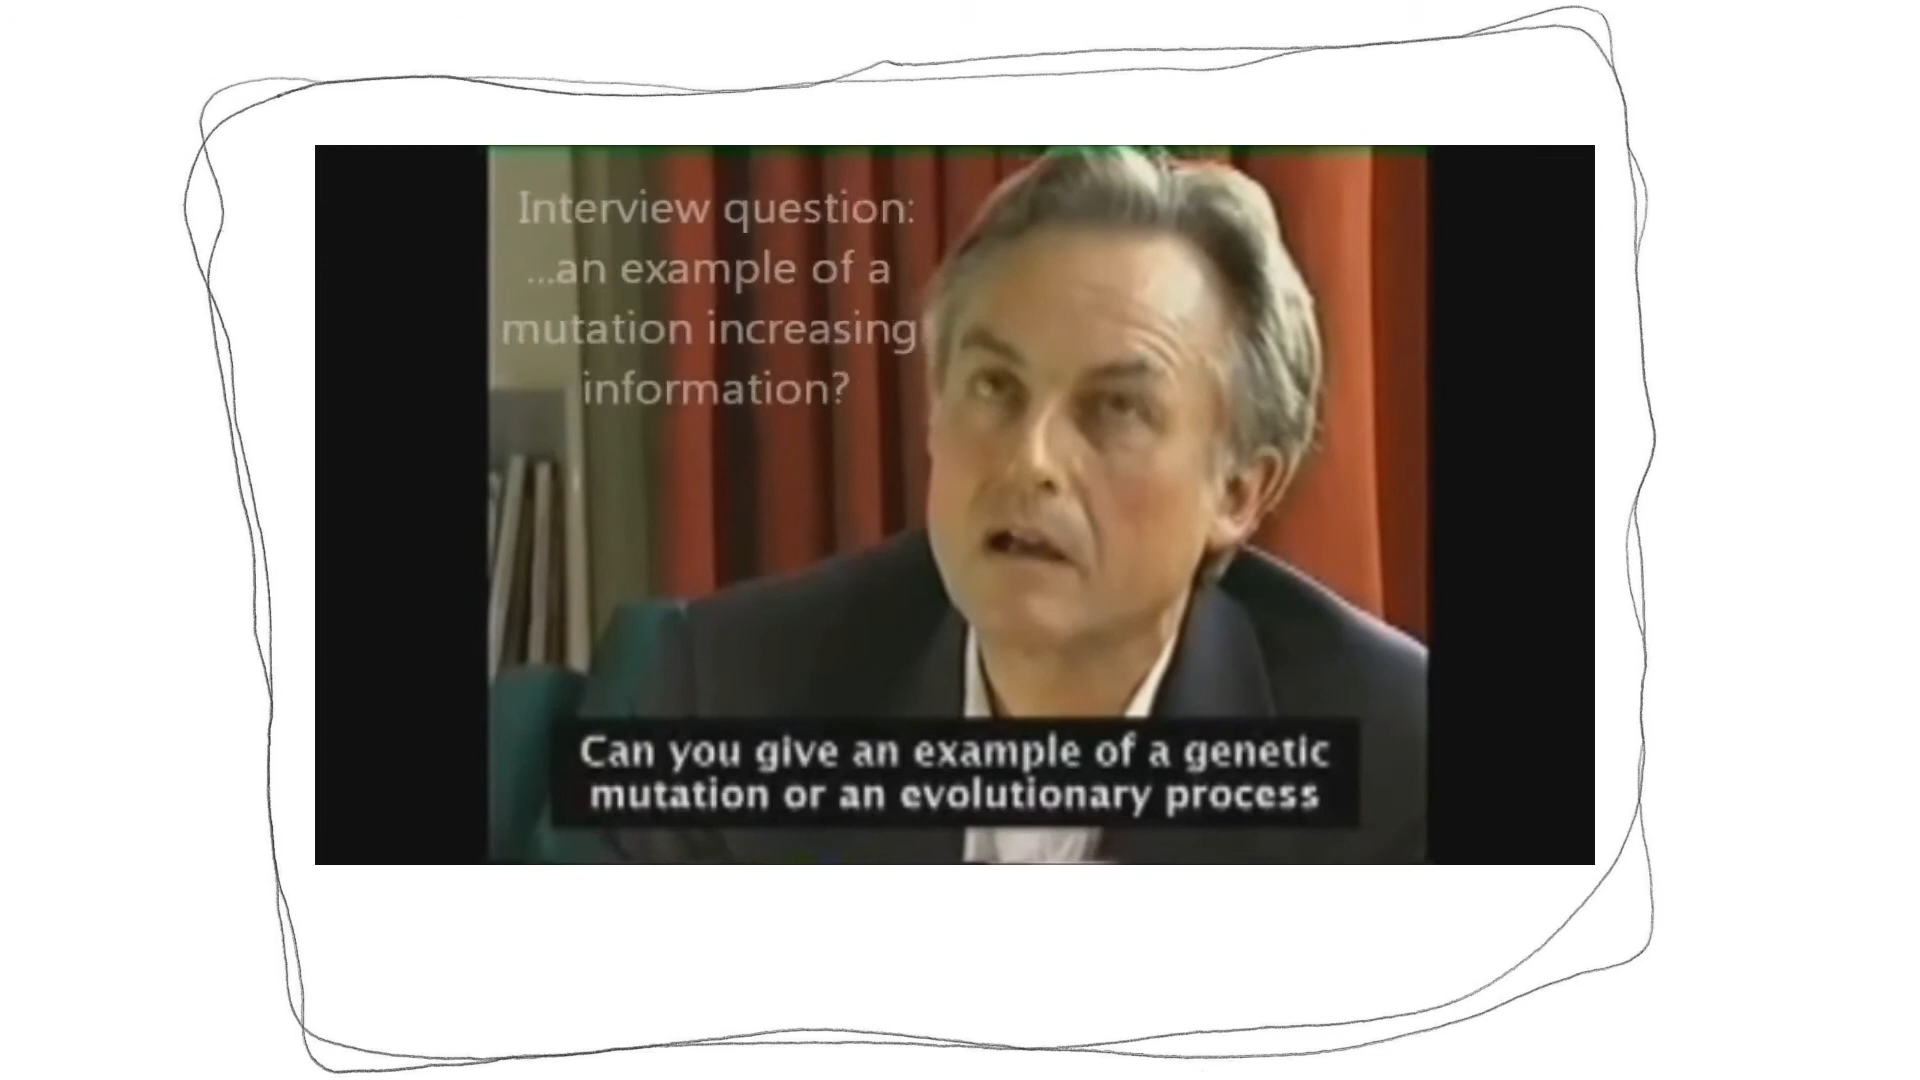 Interview question:
...an example of a
mutation increasing
information?
Can you give an example of a genetic
mutation or an evolutionary process